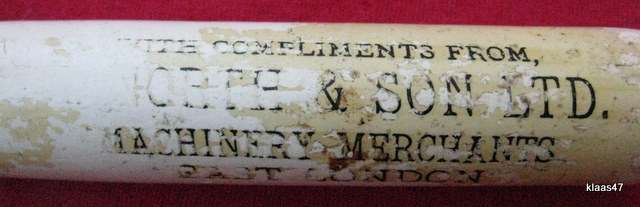 WITH COMPLIMENTS FROM,
& SON LTD.
MACHINERY MERCHANTS
EAST LONDON
klaas47